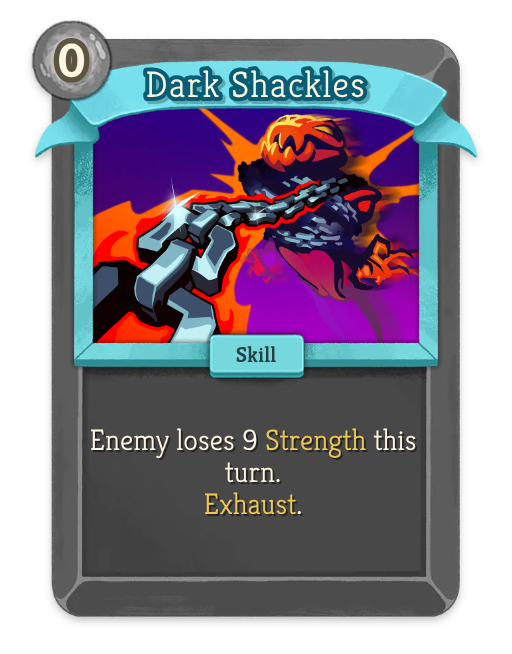 0
Dark Shackles
Skill
Enemy loses 9 Strength this
turn.
Exhaust.